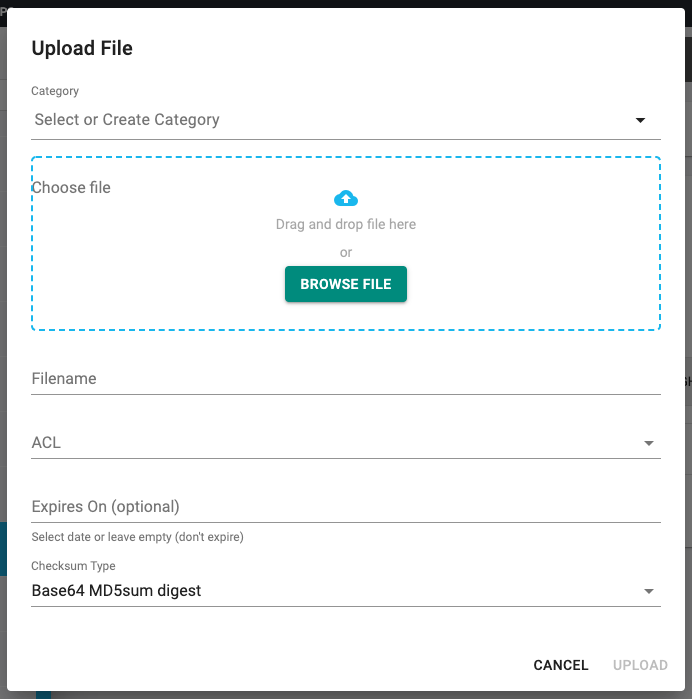 Upload File
Category
Select or Create Category
Choose file
Drag and drop file here
or
BROWSE FILE
Filename
ACL
Expires On (optional)
Select date or leave empty (don't expire)
Checksum Type
Base64 MD5sum digest
CANCEL UPLOAD